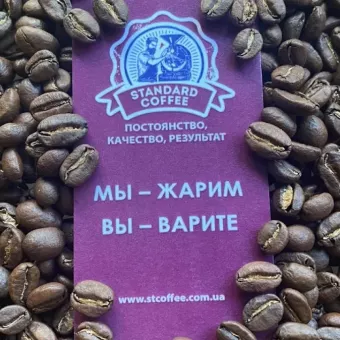 STANDARD
COFFEE
ПОСТОЯНСТВО,
КАЧЕСТВО, РЕЗУЛЬТАТ
МЫ – ЖАРИМ
ВЫ – ВАРИТЕ
www.stcoffee.com.ua